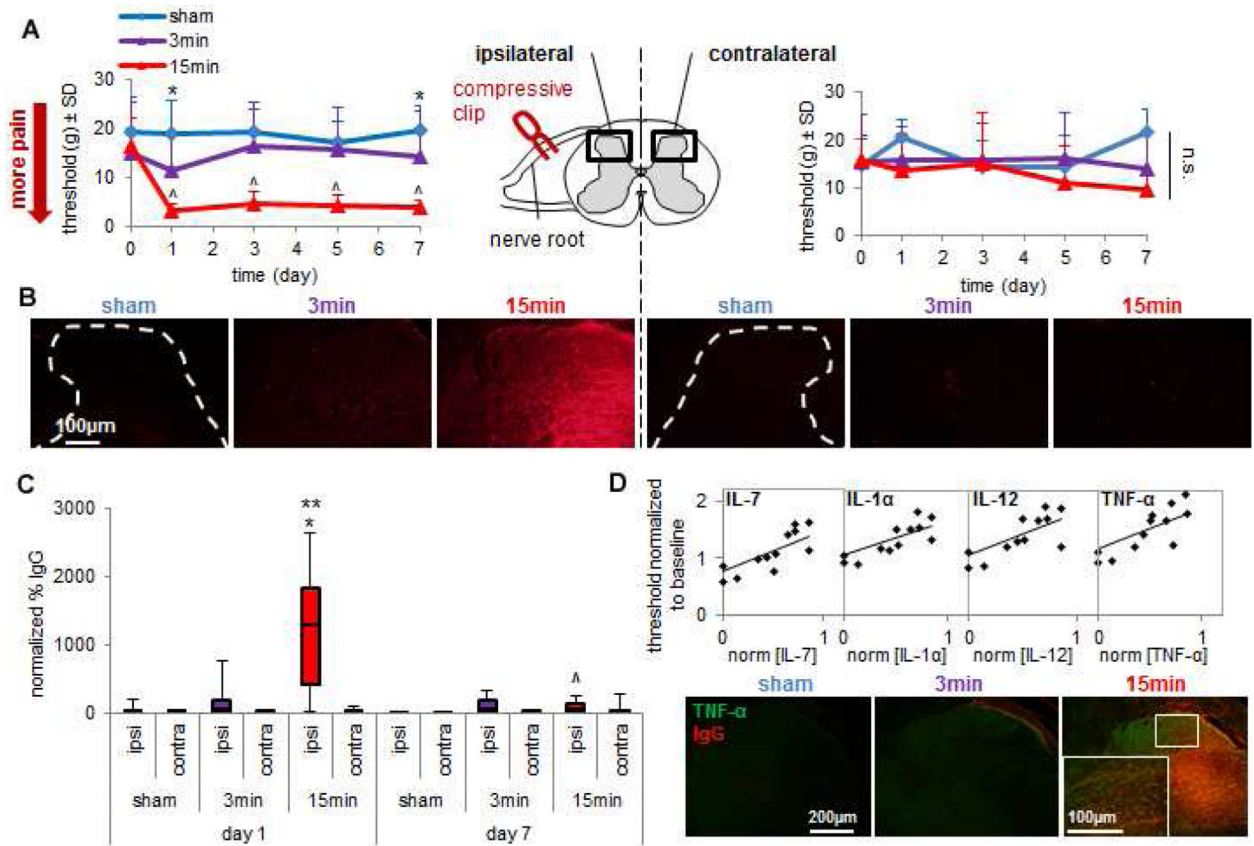 A
sham
3min
15min
more pain
threshold (g) ± SD
30
20
10
0
* *
^ ^ ^ ^
0 1 2 3 4 5 6 7
time (day)
ipsilateral
contralateral
compressive
clip
nerve root
threshold (g) ± SD
30
20
10
0
n.s.
0 1 2 3 4 5 6 7
time (day)
B
sham 3min 15min sham 3min 15min
100µm
C
normalized % IgG
3000
2000
1000
0
**
*
^
ipsi contra ipsi contra ipsi contra ipsi contra ipsi contra ipsi contra
sham 3min 15min sham 3min 15min
day 1 day 7
D
threshold normalized
to baseline
2
1
0
IL-7 IL-1α IL-12 TNF-α
0 1 0 1 0 1 0 1
norm [IL-7] norm [IL-1α] norm [IL-12] norm [TNF-α]
sham 3min 15min
TNF-α
IgG
200µm
100µm